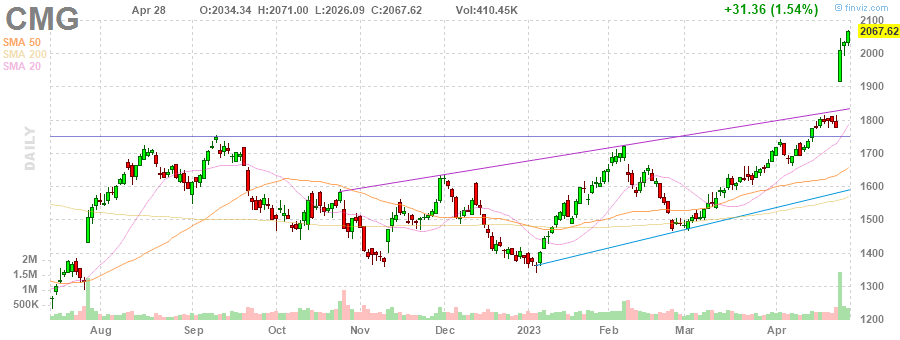 CMG Apr 28 O:2034.34 H:2071.00 L:2026.09 C:2067.62 Vol:410.45K +31.36 (1.54%) finviz.com
SMA 50
SMA 200
SMA 20
DAILY
2100
2067.62
2000
1900
1800
1700
1600
1500
1400
1300
1200
2M
1.5M
1M
500K
Aug Sep Oct Nov Dec 2023 Feb Mar Apr